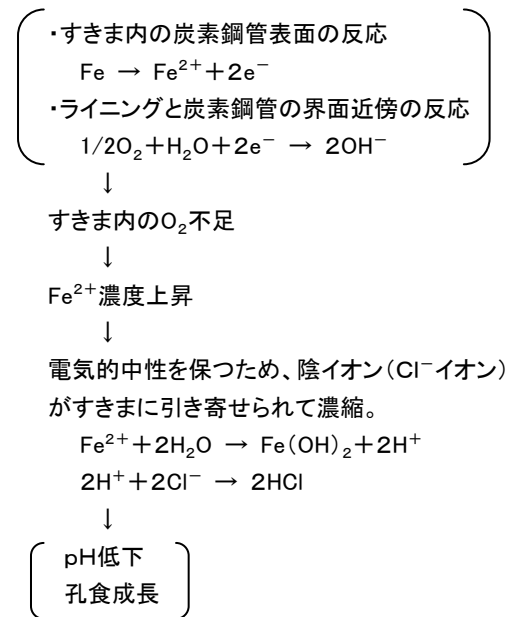 ・すきま内の炭素鋼管表面の反応
Fe → Fe²⁺+2e⁻
・ライニングと炭素鋼管の界面近傍の反応
1/2O₂+H₂O+2e⁻ → 2OH⁻
↓
すきま内のO₂不足
↓
Fe²⁺濃度上昇
↓
電気的中性を保つため、陰イオン(Cl⁻イオン)
がすきまに引き寄せられて濃縮。
Fe²⁺+2H₂O → Fe(OH)₂+2H⁺
2H⁺+2Cl⁻ → 2HCl
↓
pH低下
孔食成長